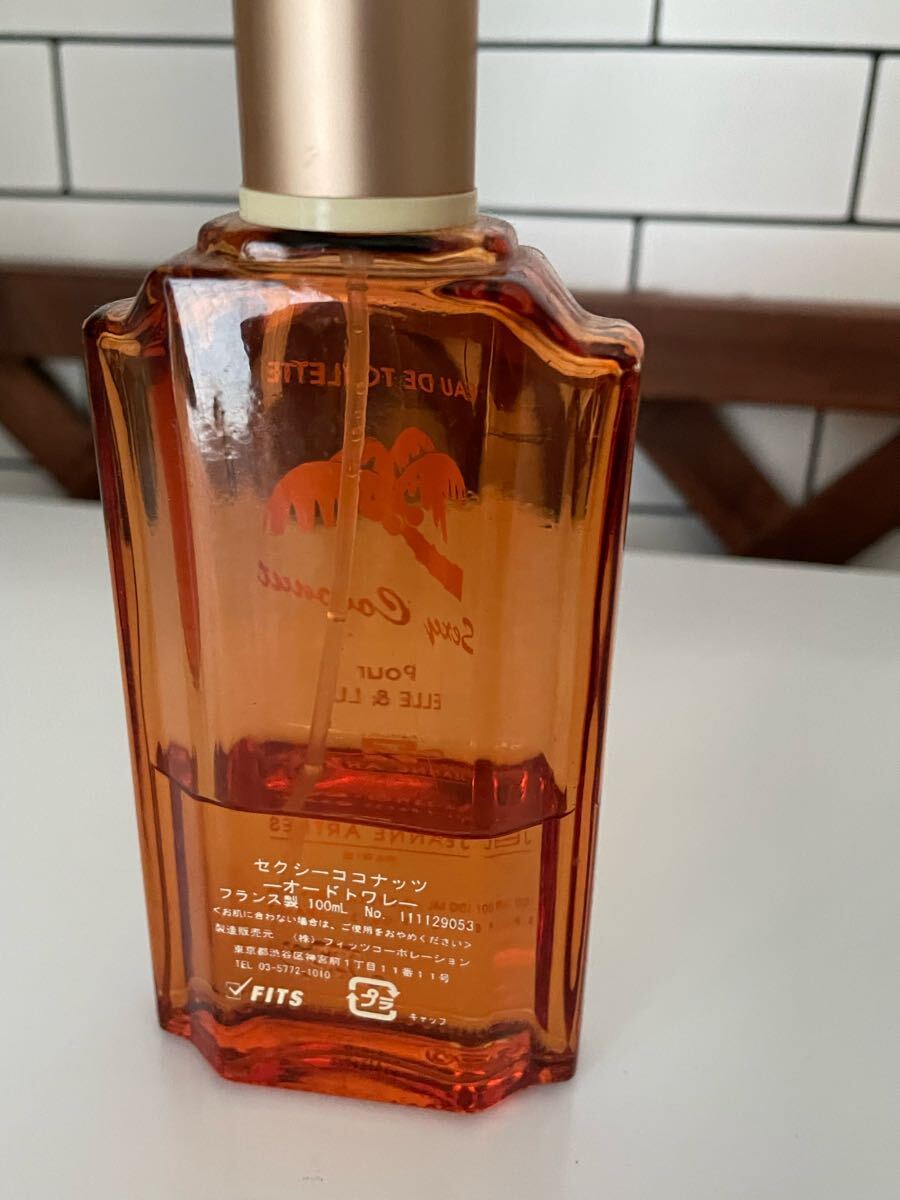 EAU DE TOILETTE
Sexy Coconut
Pour
ELLE & LUI
JEANNE ARTHES
セクシーココナッツ
―オードトワレ―
フランス製 100mL No. 111129053
<お肌に合わない場合は、ご使用をおやめください>
製造販売元 (株)フィッツコーポレーション
東京都渋谷区神宮前1丁目11番11号
TEL 03-5772-1010
FITS
プラ
キャップ